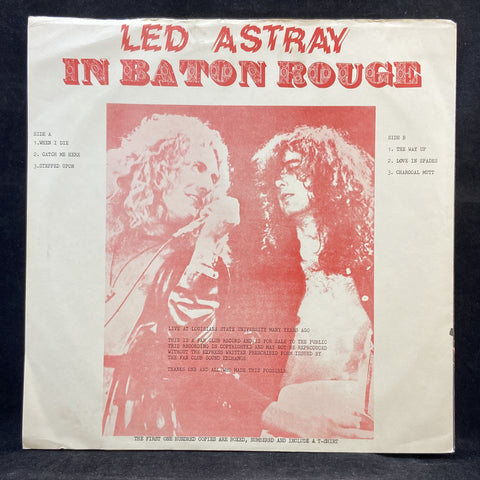 LED ASTRAY
IN BATON ROUGE
SIDE A
1.WHEN I DIE
2. CATCH ME HERE
3.STEPPED UPON
SIDE B
1. THE WAY UP
2. LOVE IN SPADES
3. CHARCOAL MUTT
LIVE AT LOUISIANA STATE UNIVERSITY MANY YEARS AGO
THIS IS A FAN CLUB RECORD AND IS FOR SALE TO THE PUBLIC
THIS RECORDING IS COPYRIGHTED AND MAY NOT BE REPRODUCED
WITHOUT THE EXPRESS WRITTEN PRESCRIBED FORM ISSUED BY
THE FAN CLUB SOUND EXCHANGE
THANKS ONE AND ALL WHO MADE THIS POSSIBLE
THE FIRST ONE HUNDRED COPIES ARE BOXED, NUMBERED AND INCLUDE A T-SHIRT